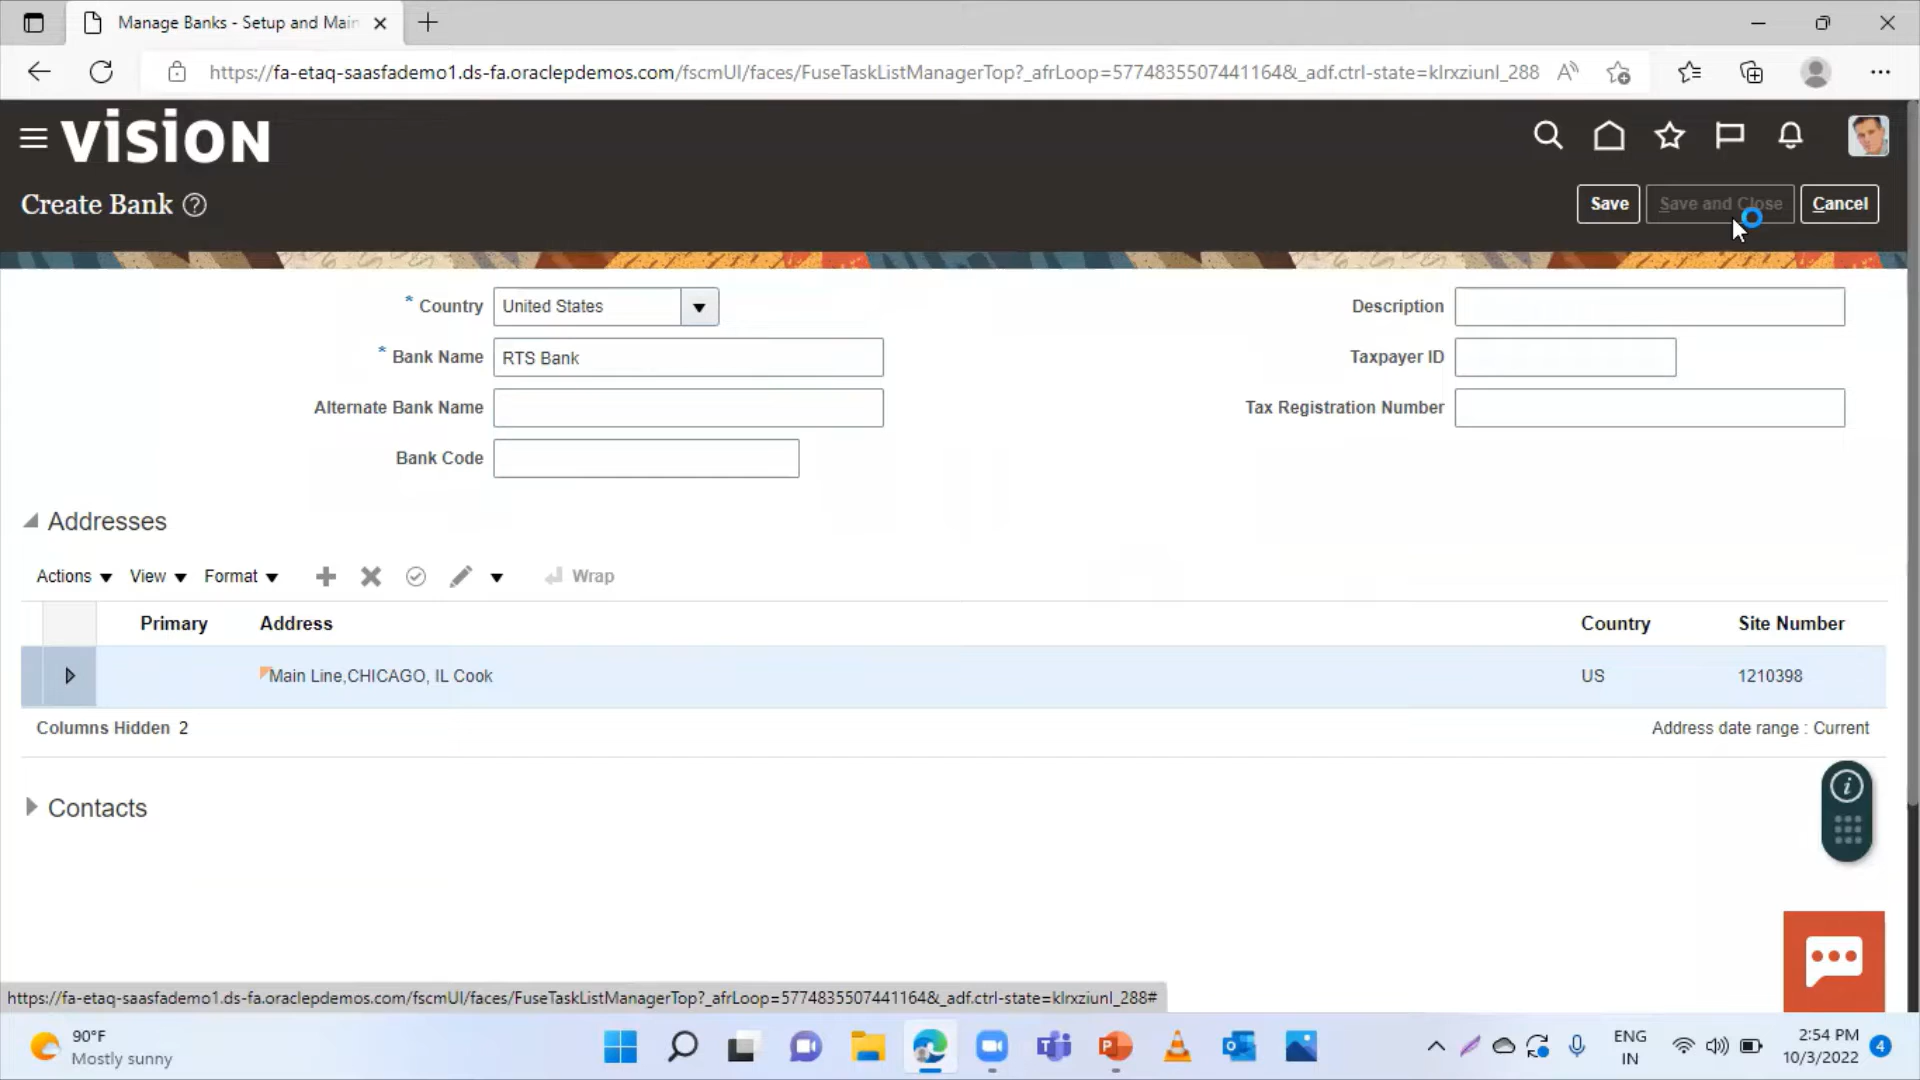 Manage Banks - Setup and Main
https://fa-etaq-saasfademo1.ds-fa.oraclepdemos.com/fscmUI/faces/FuseTaskListManagerTop?_afrLoop=5774835507441164&_adf.ctrl-state=klrxziunl_288
VISION
Create Bank
Save
Save and Close
Cancel
* Country United States
Description
* Bank Name RTS Bank
Taxpayer ID
Alternate Bank Name
Tax Registration Number
Bank Code
Addresses
Actions View Format Wrap
Primary Address Country Site Number
Main Line,CHICAGO, IL Cook US 1210398
Columns Hidden 2
Address date range : Current
Contacts
https://fa-etaq-saasfademo1.ds-fa.oraclepdemos.com/fscmUI/faces/FuseTaskListManagerTop?_afrLoop=5774835507441164&_adf.ctrl-state=klrxziunl_288#
90°F
Mostly sunny
ENG
IN
2:54 PM
10/3/2022
4